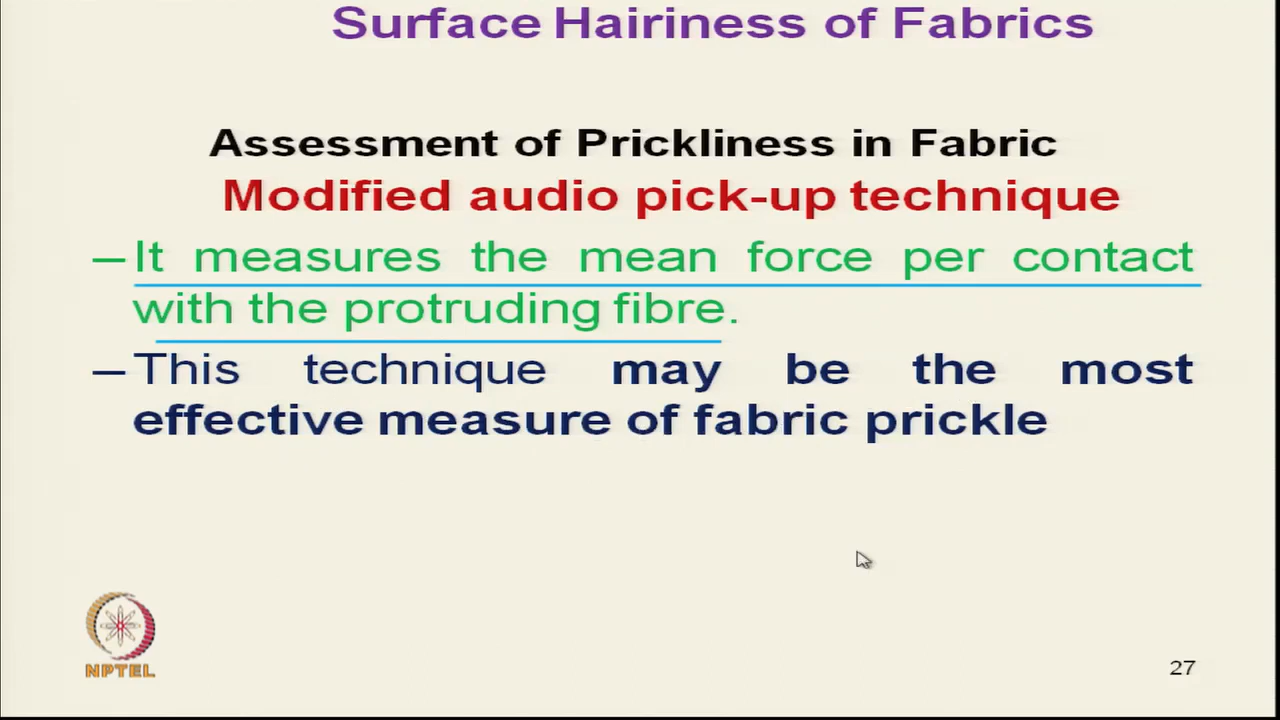 Surface Hairiness of Fabrics
Assessment of Prickliness in Fabric
Modified audio pick-up technique
–It measures the mean force per contact
with the protruding fibre.
–This technique may be the most
effective measure of fabric prickle
NPTEL
27